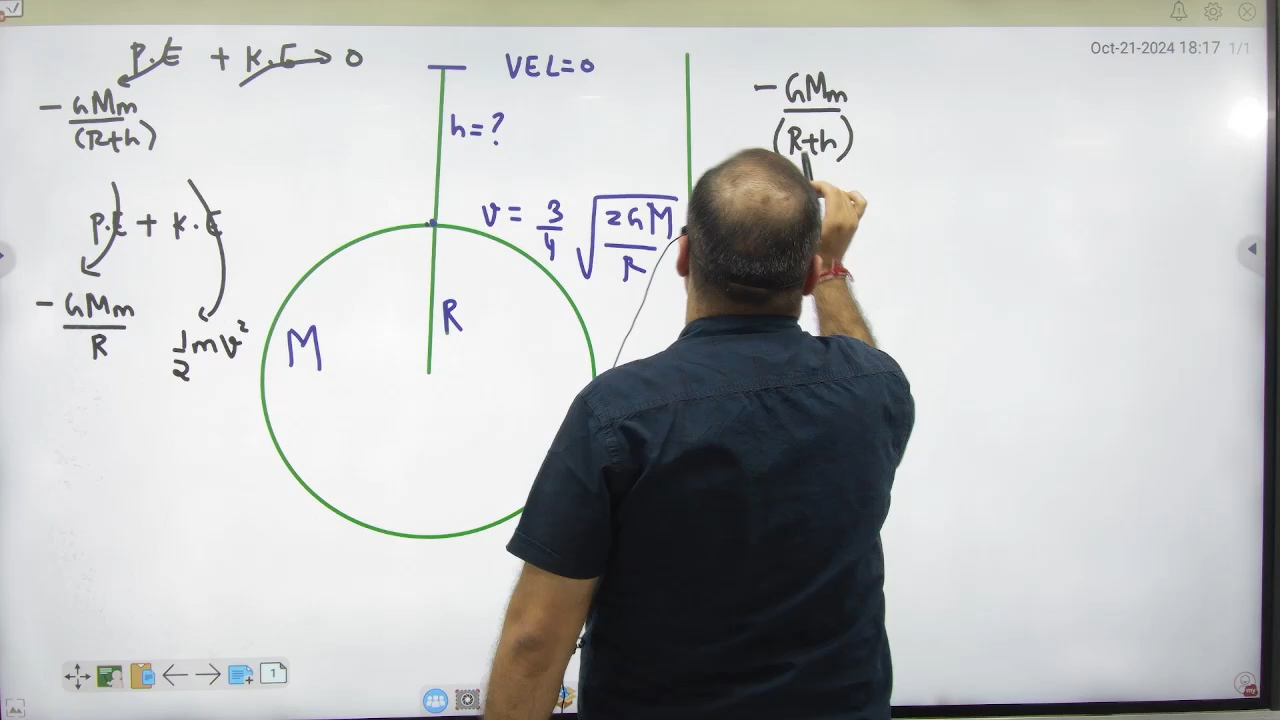 Oct-21-2024 18:17 1/1
P.E + K.E → 0
- GMm
(R+h)
P.E + K.E
- GMm
R
1/2 mv²
VEL=0
h=?
v = 3/4 √2GM/R
R
M
- GMm
(R+h)
1